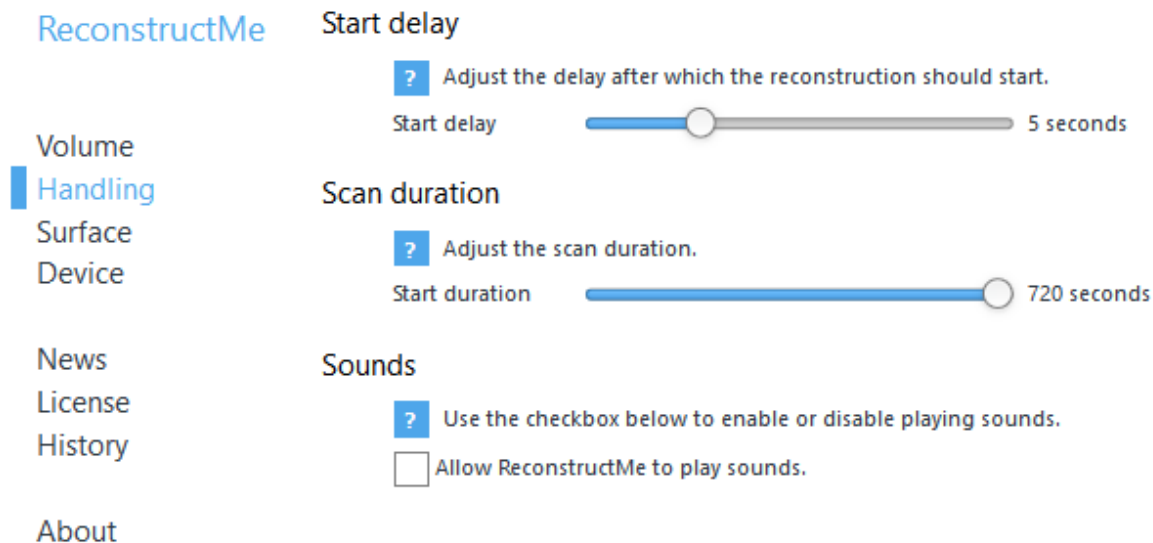 ReconstructMe
Volume
Handling
Surface
Device
News
License
History
About
Start delay
? Adjust the delay after which the reconstruction should start.
Start delay 5 seconds
Scan duration
? Adjust the scan duration.
Start duration 720 seconds
Sounds
? Use the checkbox below to enable or disable playing sounds.
Allow ReconstructMe to play sounds.